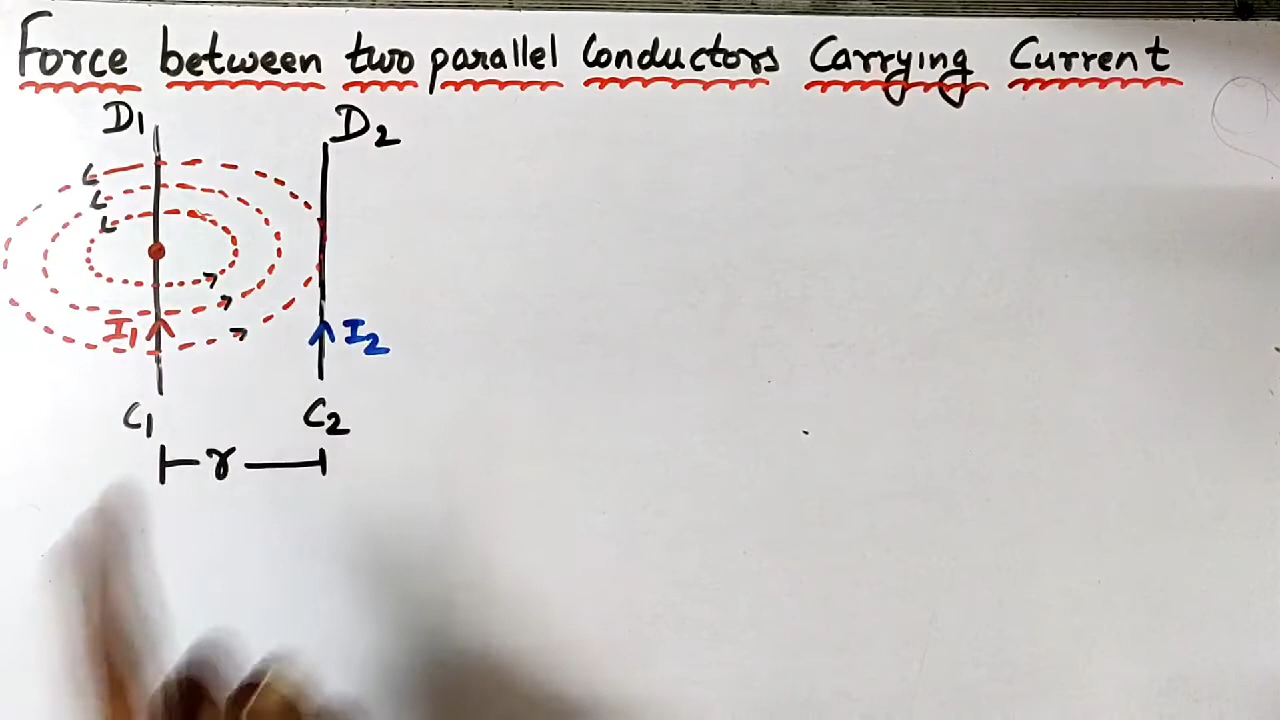 Force between two parallel Conductors Carrying Current
D1 D2
I1 I2
C1 C2
r